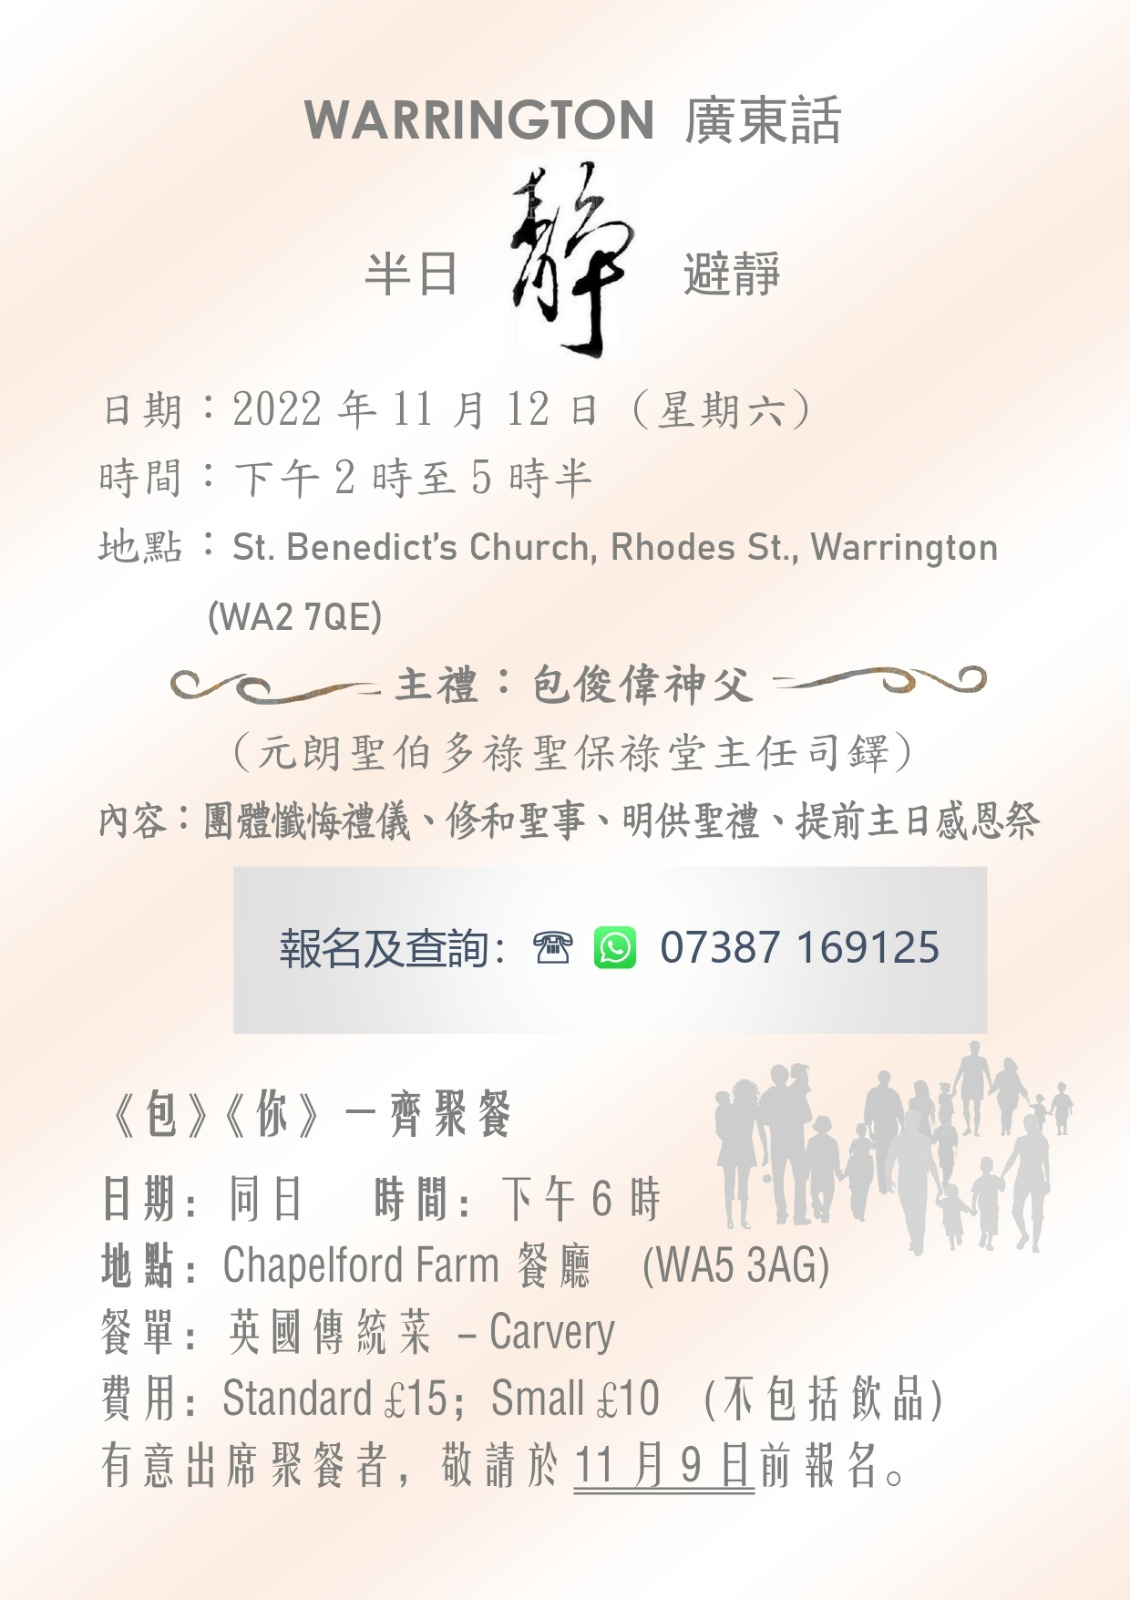 WARRINGTON 廣東話
半日 靜 避靜
日期：2022 年 11 月 12 日（星期六）
時間：下午 2 時至 5 時半
地點：St. Benedict’s Church, Rhodes St., Warrington
(WA2 7QE)
主禮：包俊偉神父
（元朗聖伯多祿聖保祿堂主任司鐸）
內容：團體懺悔禮儀、修和聖事、明供聖禮、提前主日感恩祭
報名及查詢： 07387 169125
《包》《你》一齊聚餐
日期：同日 時間：下午 6 時
地點：Chapelford Farm 餐廳 (WA5 3AG)
餐單：英國傳統菜 – Carvery
費用：Standard £15；Small £10 (不包括飲品)
有意出席聚餐者，敬請於 11 月 9 日前報名。